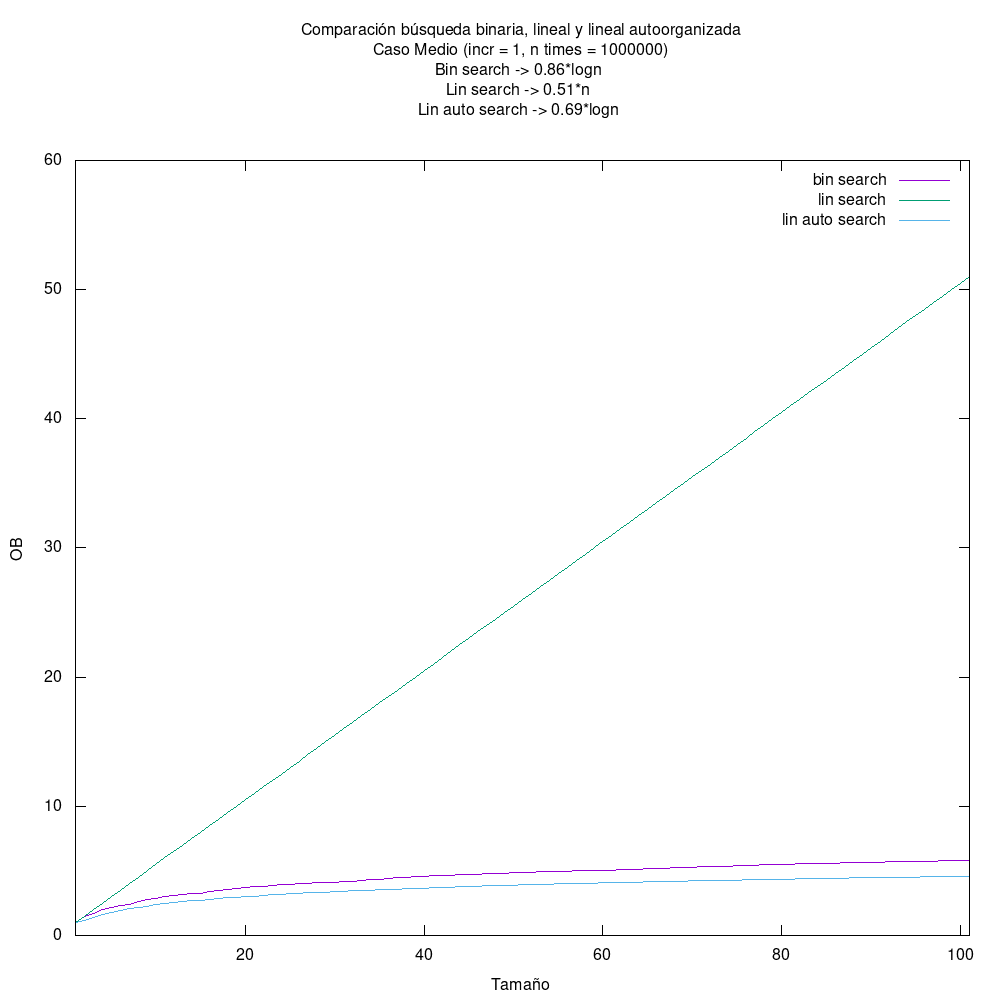 Comparación búsqueda binaria, lineal y lineal autoorganizada
Caso Medio (incr = 1, n times = 1000000)
Bin search -> 0.86*logn
Lin search -> 0.51*n
Lin auto search -> 0.69*logn
60
50
40
30
20
10
0
OB
bin search
lin search
lin auto search
20
40
60
80
100
Tamaño